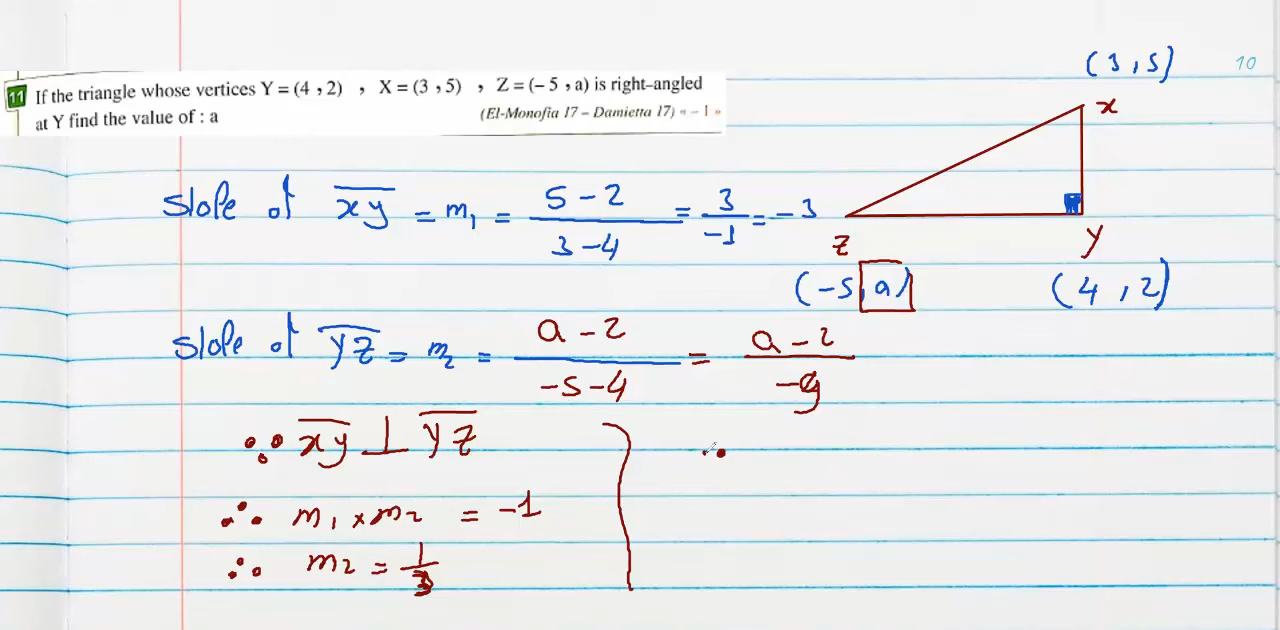 (3 , 5)
10
11 If the triangle whose vertices Y = (4 , 2) , X = (3 , 5) , Z = (– 5 , a) is right–angled
at Y find the value of : a
(El-Monofia 17 – Damietta 17) « – 1 »
x
Slope of xy = m₁ = 5 – 2 / 3 – 4 = 3 / –1 = –3
z
y
(–5, a)
(4 , 2)
Slope of yz = m₂ = a – 2 / –5 – 4 = a – 2 / –9
∵ xy ⊥ yz
∴ m₁ × m₂ = –1
∴ m₂ = 1/3